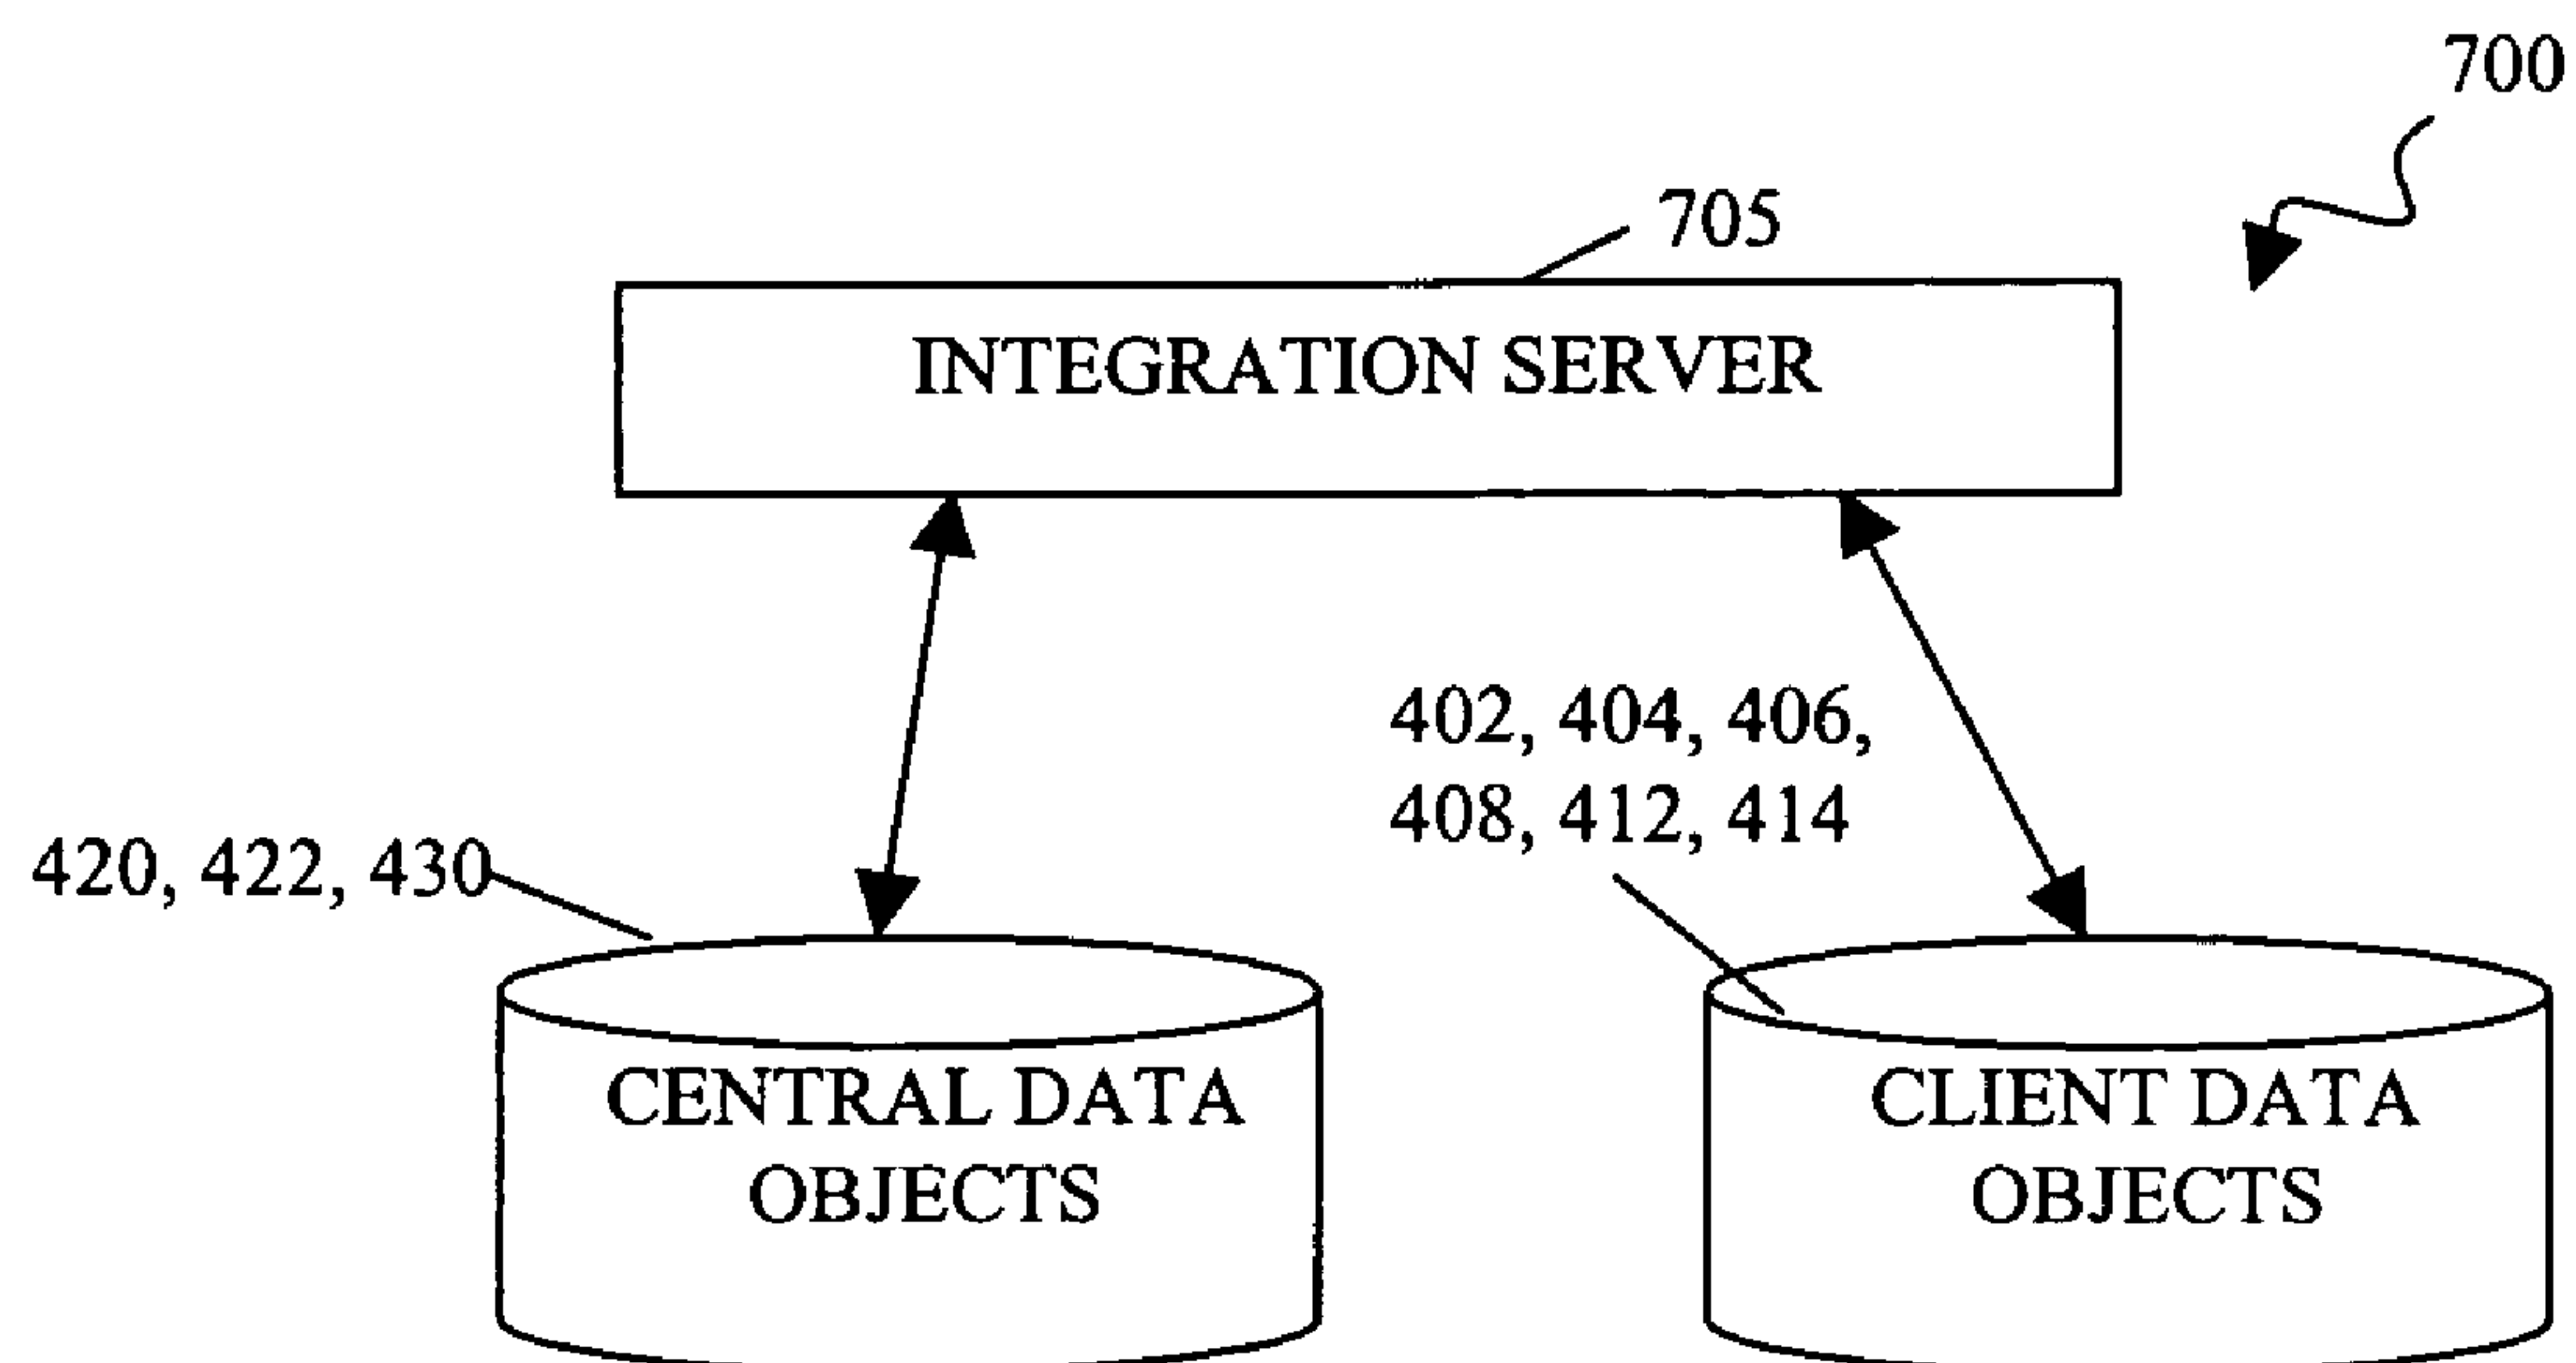 700
705
INTEGRATION SERVER
402, 404, 406,
408, 412, 414
420, 422, 430
CENTRAL DATA
OBJECTS
CLIENT DATA
OBJECTS